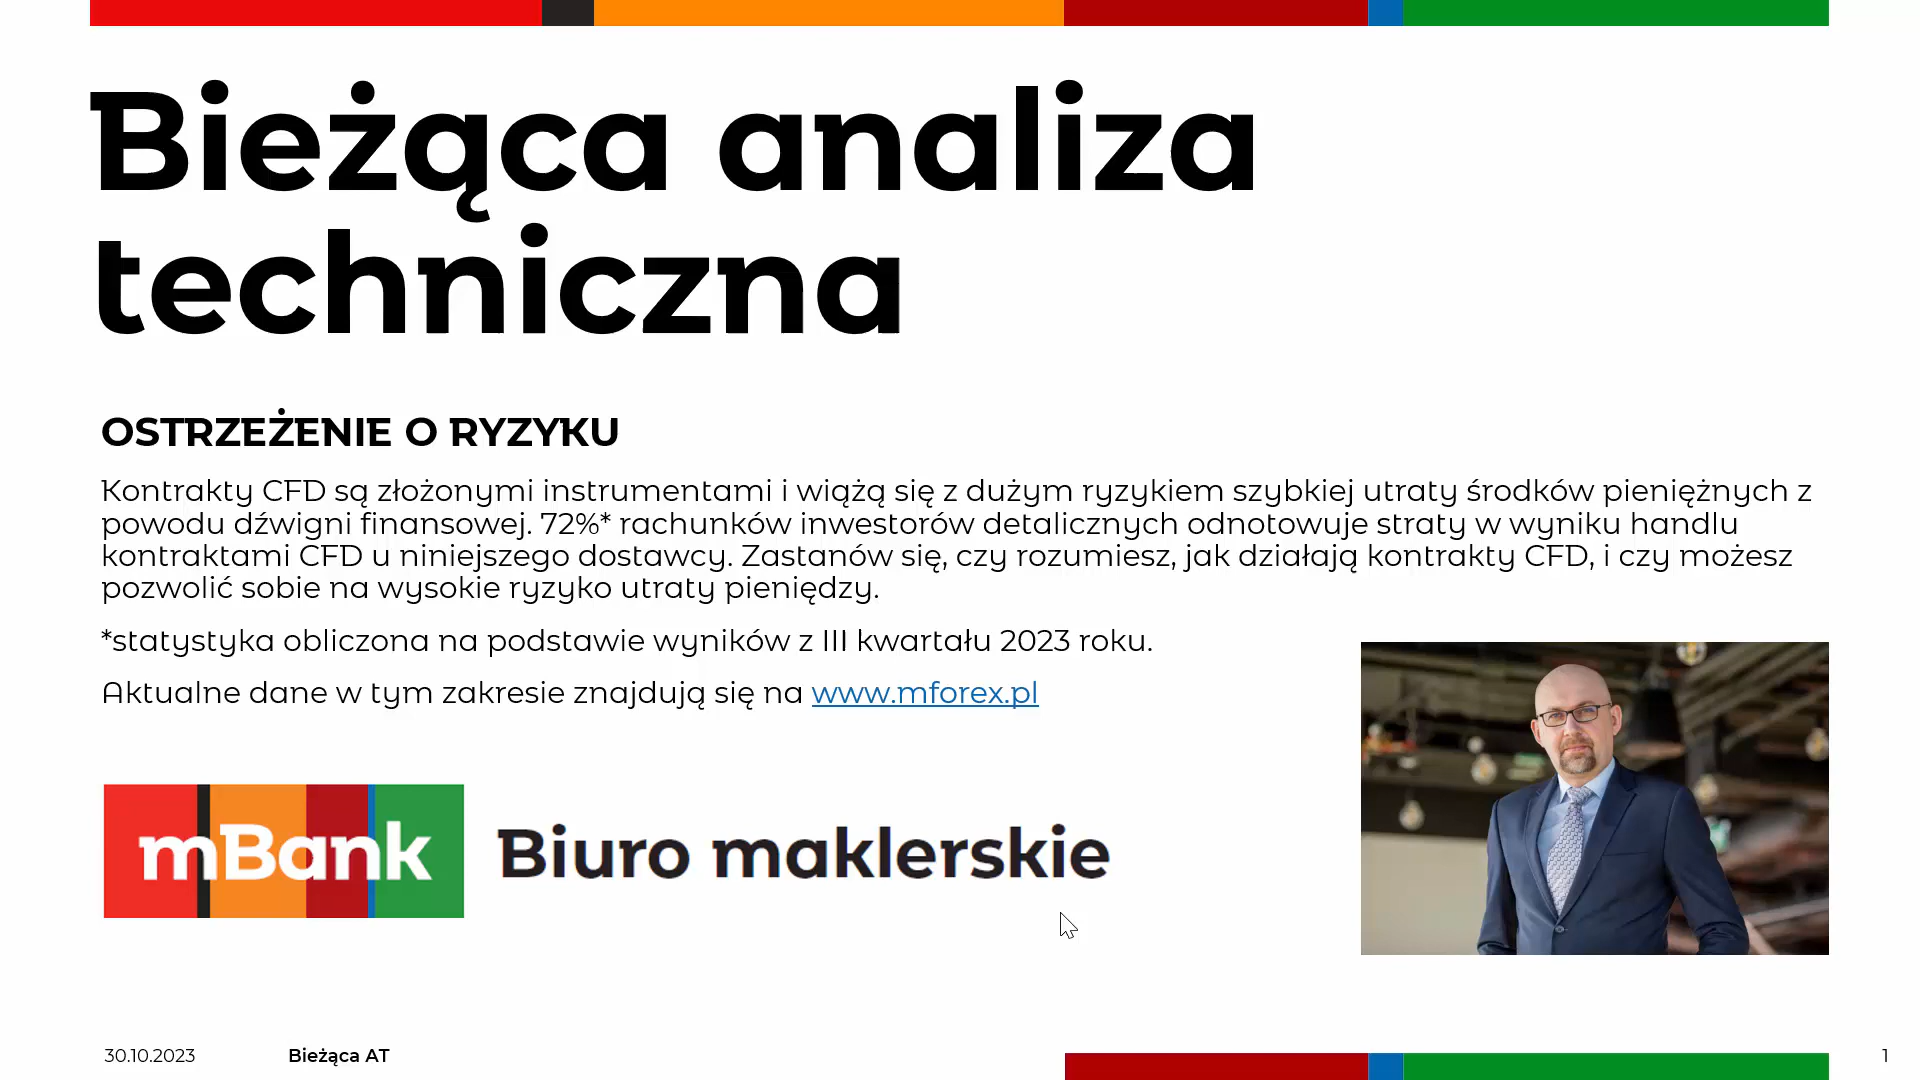 Bieżąca analiza
techniczna
OSTRZEŻENIE O RYZYKU
Kontrakty CFD są złożonymi instrumentami i wiążą się z dużym ryzykiem szybkiej utraty środków pieniężnych z
powodu dźwigni finansowej. 72%* rachunków inwestorów detalicznych odnotowuje straty w wyniku handlu
kontraktami CFD u niniejszego dostawcy. Zastanów się, czy rozumiesz, jak działają kontrakty CFD, i czy możesz
pozwolić sobie na wysokie ryzyko utraty pieniędzy.
*statystyka obliczona na podstawie wyników z III kwartału 2023 roku.
Aktualne dane w tym zakresie znajdują się na www.mforex.pl
mBank Biuro maklerskie
30.10.2023 Bieżąca AT 1